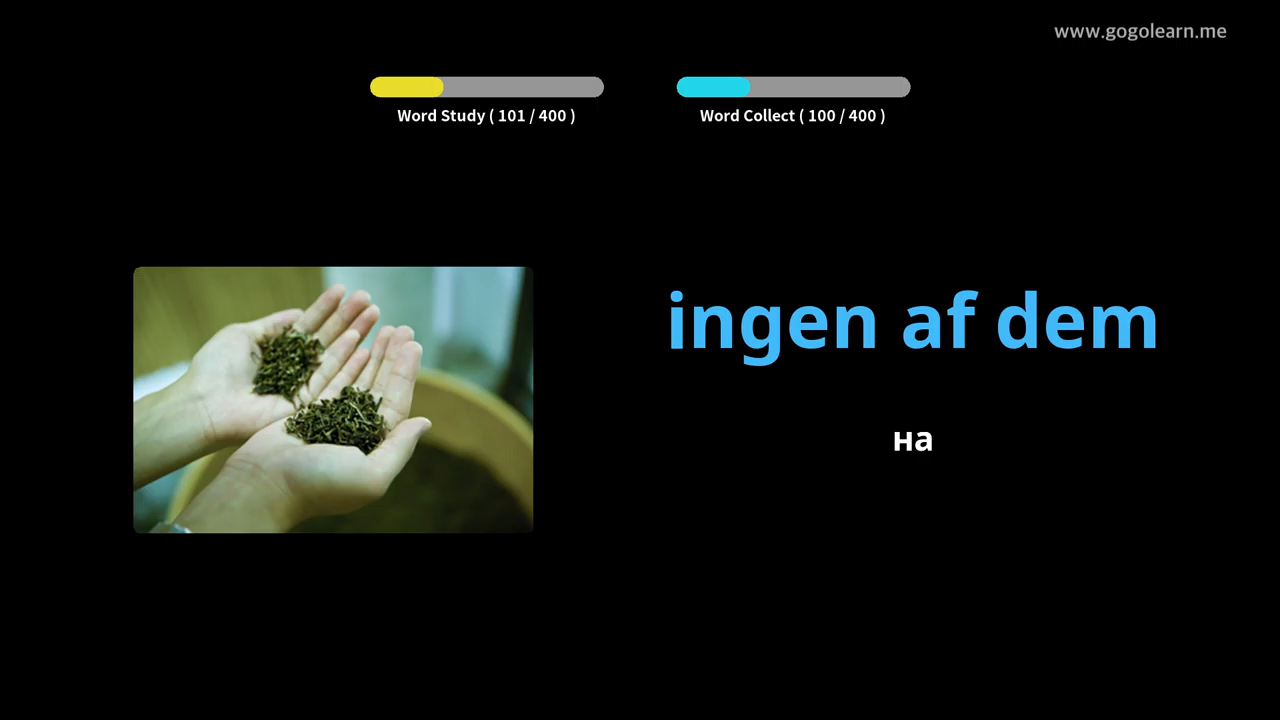 www.gogolearn.me
Word Study ( 101 / 400 )
Word Collect ( 100 / 400 )
ingen af dem
на